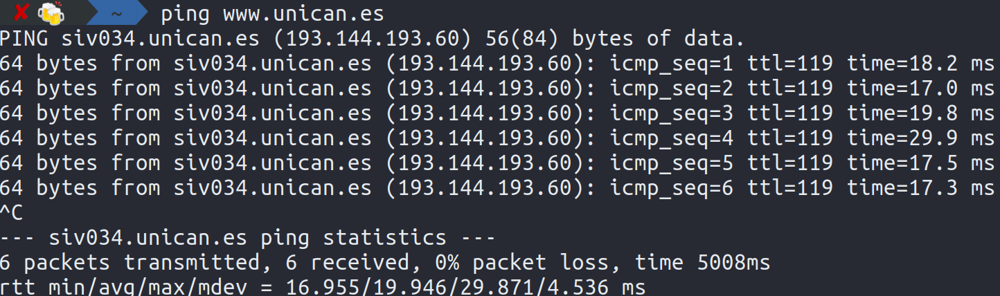 ✘ 🍻 ~ ping www.unican.es
PING siv034.unican.es (193.144.193.60) 56(84) bytes of data.
64 bytes from siv034.unican.es (193.144.193.60): icmp_seq=1 ttl=119 time=18.2 ms
64 bytes from siv034.unican.es (193.144.193.60): icmp_seq=2 ttl=119 time=17.0 ms
64 bytes from siv034.unican.es (193.144.193.60): icmp_seq=3 ttl=119 time=19.8 ms
64 bytes from siv034.unican.es (193.144.193.60): icmp_seq=4 ttl=119 time=29.9 ms
64 bytes from siv034.unican.es (193.144.193.60): icmp_seq=5 ttl=119 time=17.5 ms
64 bytes from siv034.unican.es (193.144.193.60): icmp_seq=6 ttl=119 time=17.3 ms
^C
--- siv034.unican.es ping statistics ---
6 packets transmitted, 6 received, 0% packet loss, time 5008ms
rtt min/avg/max/mdev = 16.955/19.946/29.871/4.536 ms